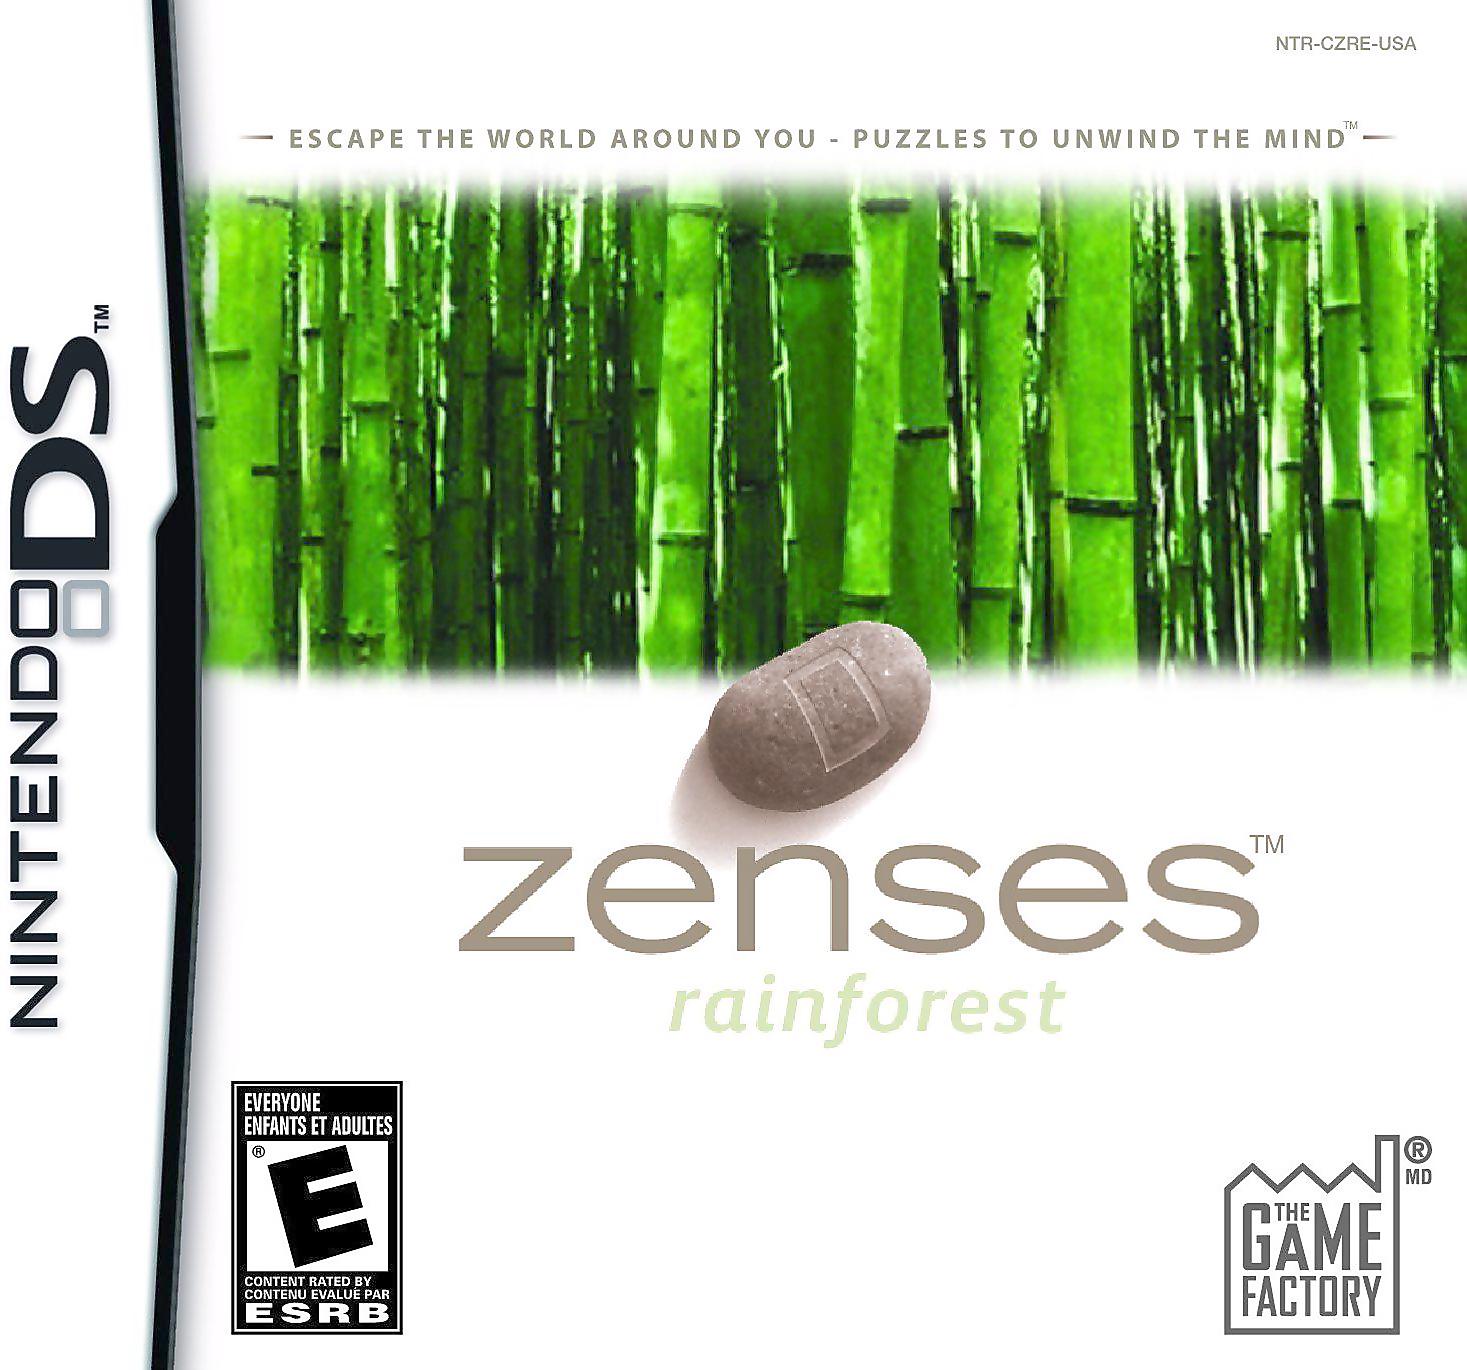 NTR-CZRE-USA
ESCAPE THE WORLD AROUND YOU - PUZZLES TO UNWIND THE MIND™
NINTENDO DS™
zenses™
rainforest
EVERYONE
ENFANTS ET ADULTES
®
E
CONTENT RATED BY
CONTENU EVALUÉ PAR
ESRB
®
MD
THE
GAME
FACTORY